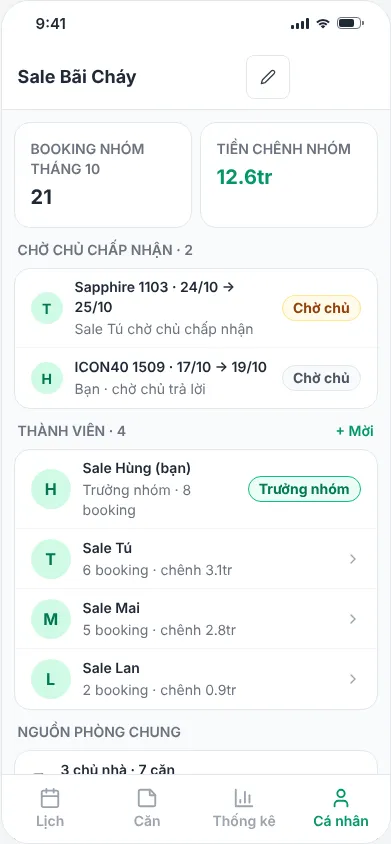 9:41
Sale Bãi Cháy
BOOKING NHÓM
THÁNG 10
21
TIỀN CHÊNH NHÓM
12.6tr
CHỜ CHỦ CHẤP NHẬN · 2
T
Sapphire 1103 · 24/10 →
25/10
Sale Tú chờ chủ chấp nhận
Chờ chủ
H
ICON40 1509 · 17/10 → 19/10
Bạn · chờ chủ trả lời
Chờ chủ
THÀNH VIÊN · 4
+ Mời
H
Sale Hùng (bạn)
Trưởng nhóm · 8
booking
Trưởng nhóm
T
Sale Tú
6 booking · chênh 3.1tr
M
Sale Mai
5 booking · chênh 2.8tr
L
Sale Lan
2 booking · chênh 0.9tr
NGUỒN PHÒNG CHUNG
3 chủ nhà · 7 căn
Lịch
Căn
Thống kê
Cá nhân